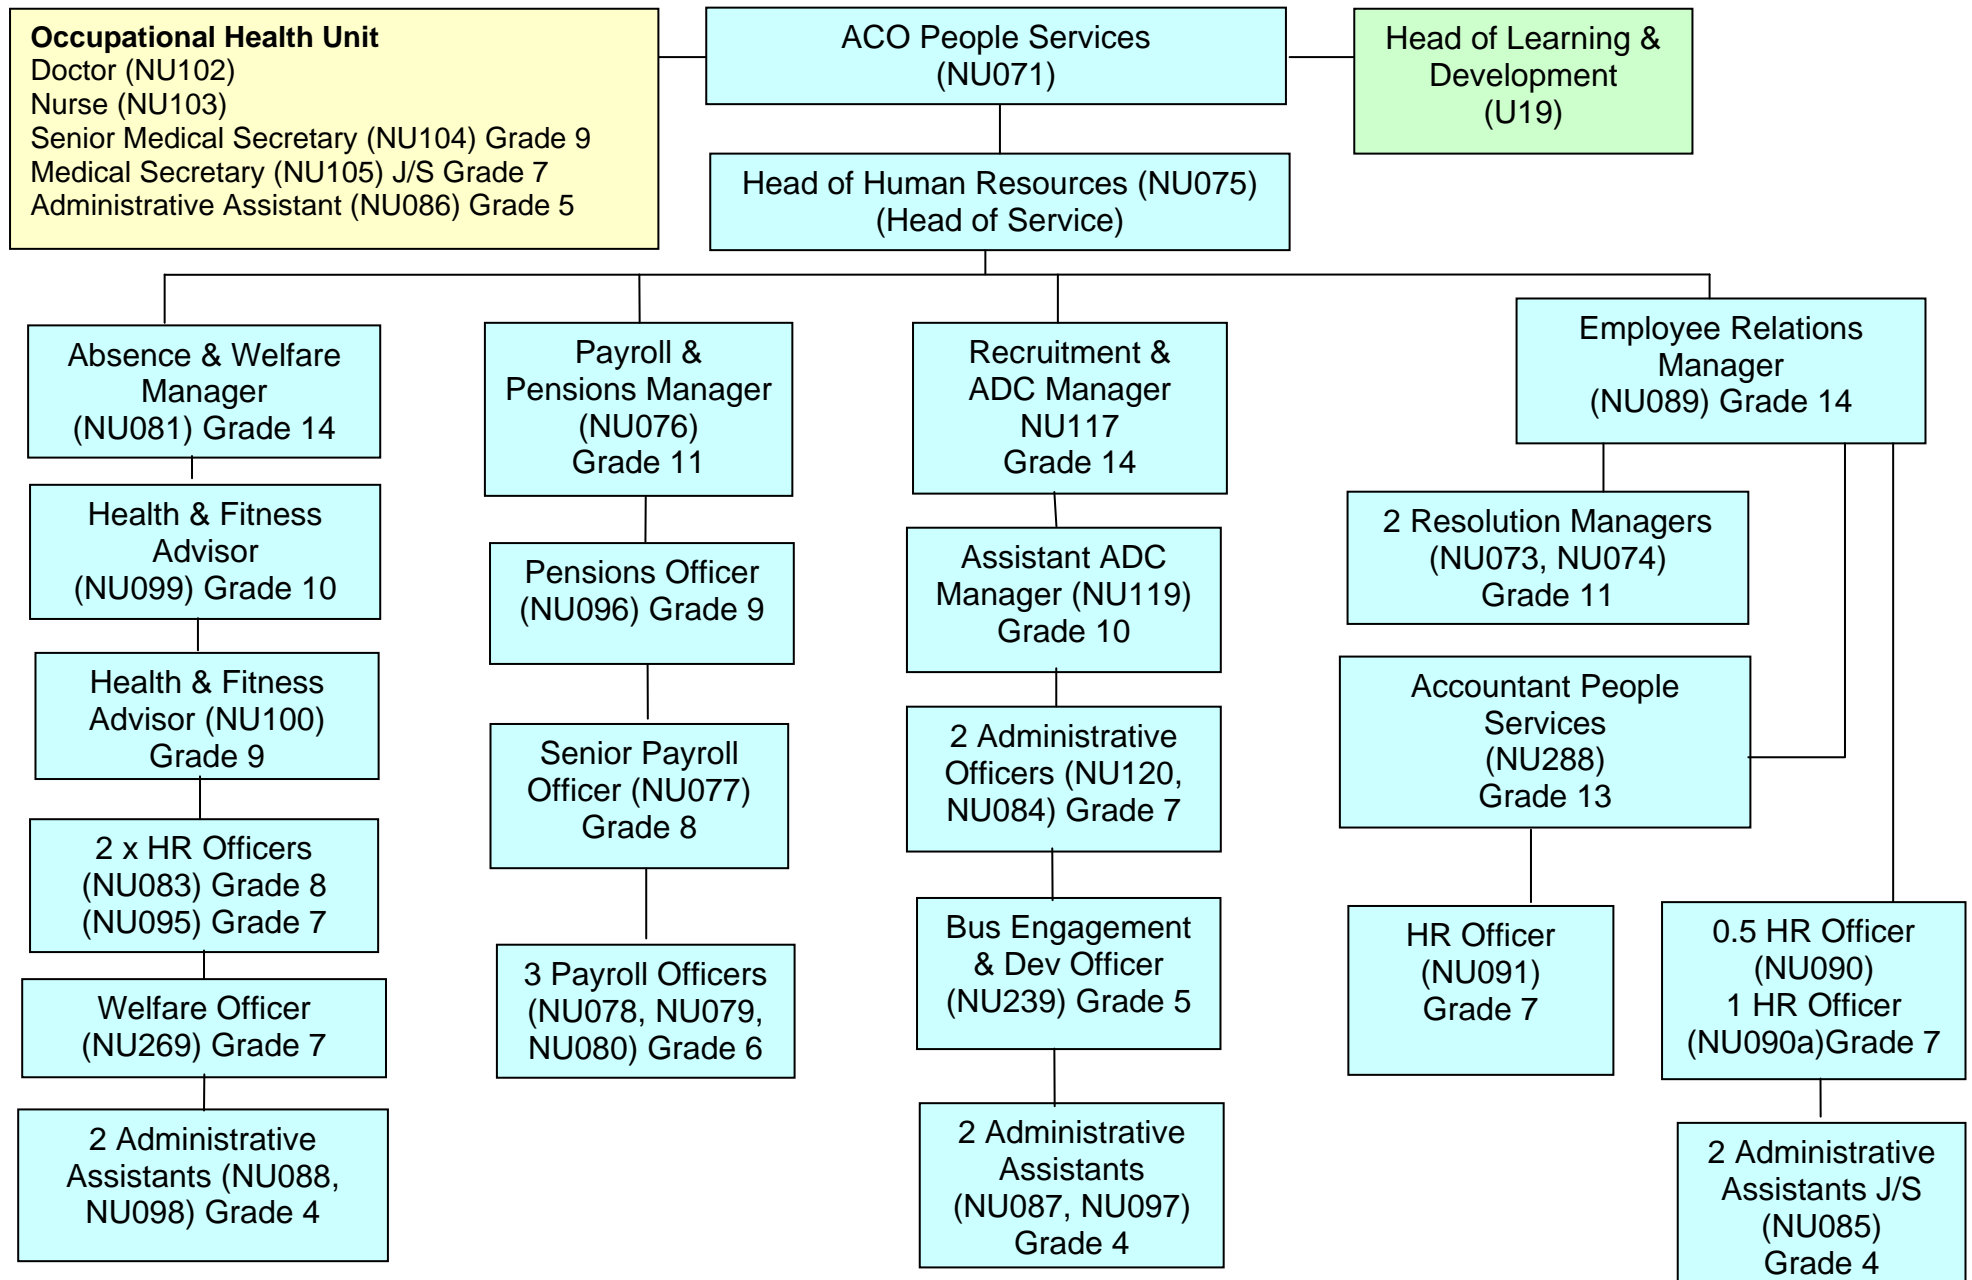 Occupational Health Unit
Doctor (NU102)
Nurse (NU103)
Senior Medical Secretary (NU104) Grade 9
Medical Secretary (NU105) J/S Grade 7
Administrative Assistant (NU086) Grade 5
ACO People Services
(NU071)
Head of Learning &
Development
(U19)
Head of Human Resources (NU075)
(Head of Service)
Absence & Welfare
Manager
(NU081) Grade 14
Health & Fitness
Advisor
(NU099) Grade 10
Health & Fitness
Advisor (NU100)
Grade 9
2 x HR Officers
(NU083) Grade 8
(NU095) Grade 7
Welfare Officer
(NU269) Grade 7
2 Administrative
Assistants (NU088,
NU098) Grade 4
Payroll &
Pensions Manager
(NU076)
Grade 11
Pensions Officer
(NU096) Grade 9
Senior Payroll
Officer (NU077)
Grade 8
3 Payroll Officers
(NU078, NU079,
NU080) Grade 6
Recruitment &
ADC Manager
NU117
Grade 14
Assistant ADC
Manager (NU119)
Grade 10
2 Administrative
Officers (NU120,
NU084) Grade 7
Bus Engagement
& Dev Officer
(NU239) Grade 5
2 Administrative
Assistants
(NU087, NU097)
Grade 4
Employee Relations
Manager
(NU089) Grade 14
2 Resolution Managers
(NU073, NU074)
Grade 11
Accountant People
Services
(NU288)
Grade 13
HR Officer
(NU091)
Grade 7
0.5 HR Officer
(NU090)
1 HR Officer
(NU090a)Grade 7
2 Administrative
Assistants J/S
(NU085)
Grade 4